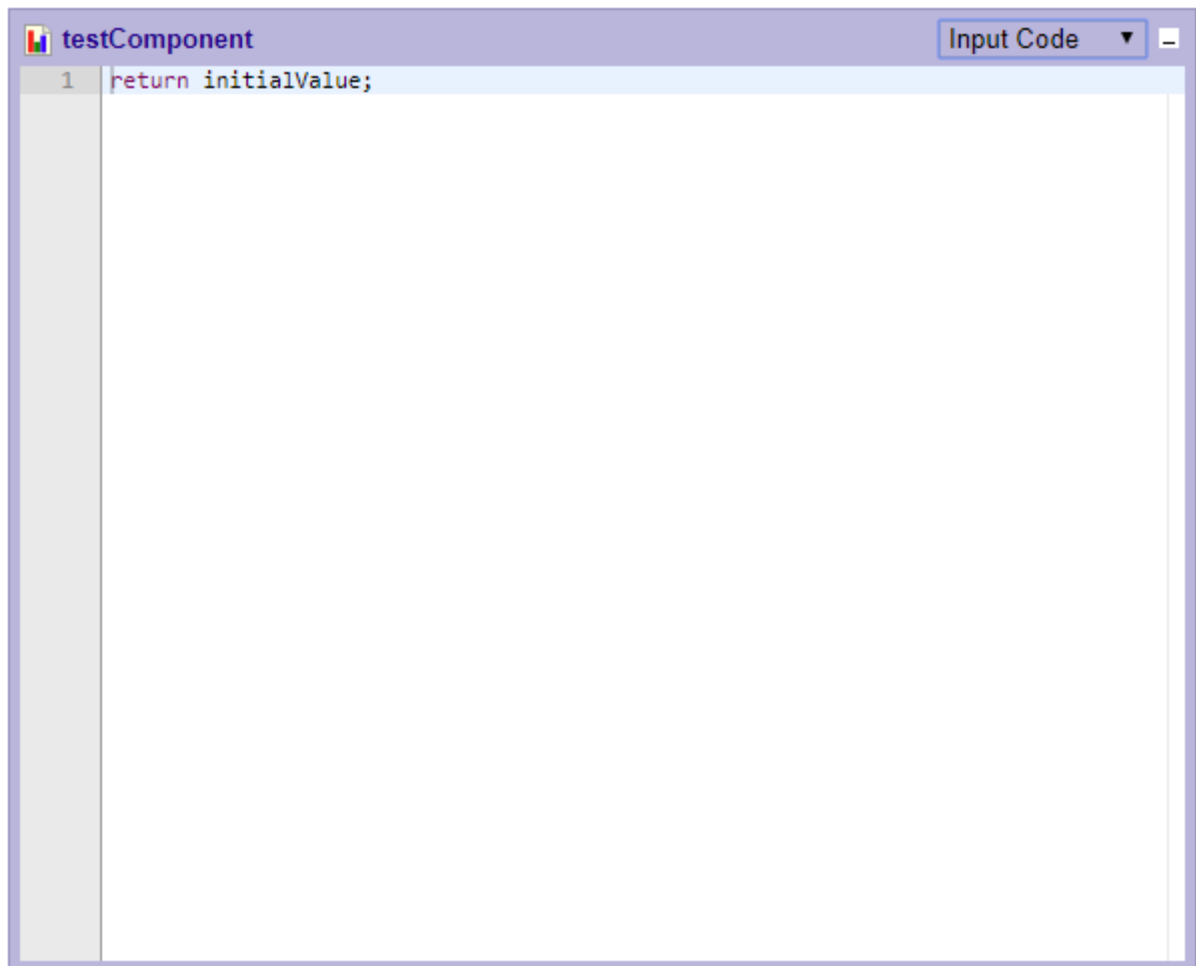 testComponent
Input Code
1 return initialValue;